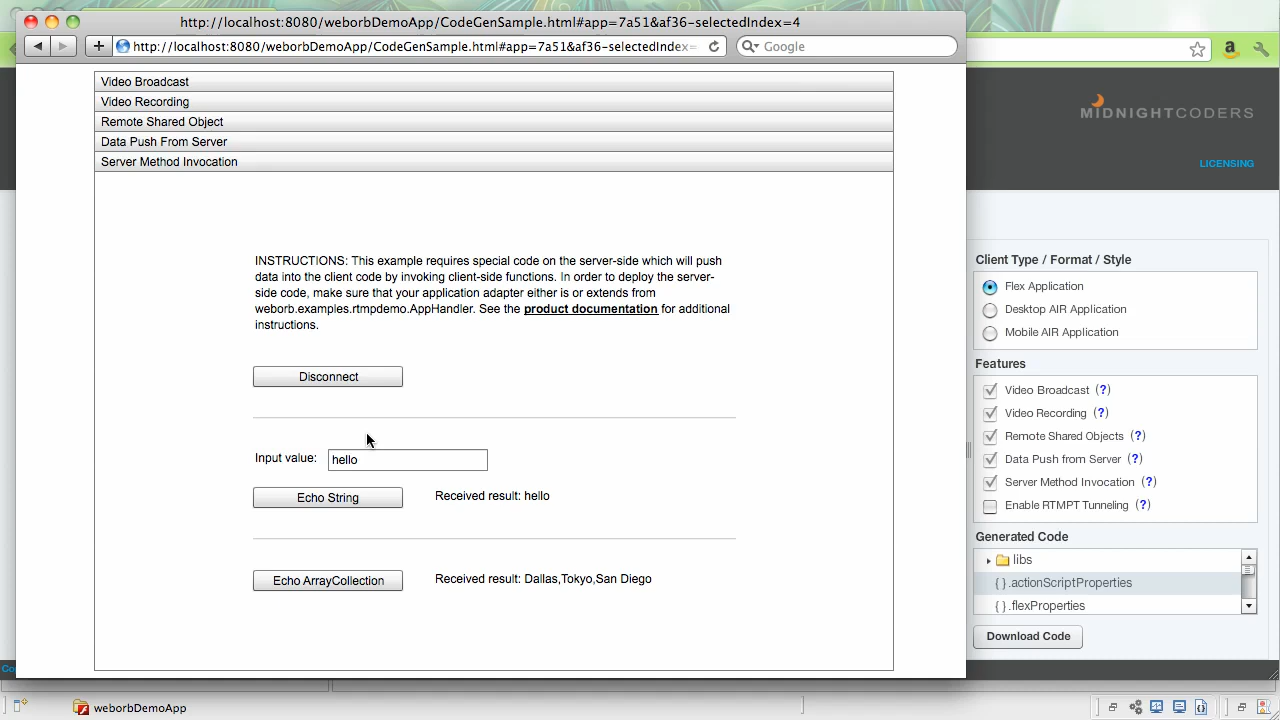 http://localhost:8080/weborbDemoApp/CodeGenSample.html#app=7a51&af36-selectedIndex=4
http://localhost:8080/weborbDemoApp/CodeGenSample.html#app=7a51&af36-selectedIndex=
Google
Video Broadcast
Video Recording
Remote Shared Object
Data Push From Server
Server Method Invocation
INSTRUCTIONS: This example requires special code on the server-side which will push
data into the client code by invoking client-side functions. In order to deploy the server-
side code, make sure that your application adapter either is or extends from
weborb.examples.rtmpdemo.AppHandler. See the product documentation for additional
instructions.
Disconnect
Input value: hello
Echo String Received result: hello
Echo ArrayCollection Received result: Dallas,Tokyo,San Diego
MIDNIGHTCODERS
LICENSING
Client Type / Format / Style
Flex Application
Desktop AIR Application
Mobile AIR Application
Features
Video Broadcast (?)
Video Recording (?)
Remote Shared Objects (?)
Data Push from Server (?)
Server Method Invocation (?)
Enable RTMPT Tunneling (?)
Generated Code
libs
{ } .actionScriptProperties
{ } .flexProperties
Download Code
weborbDemoApp